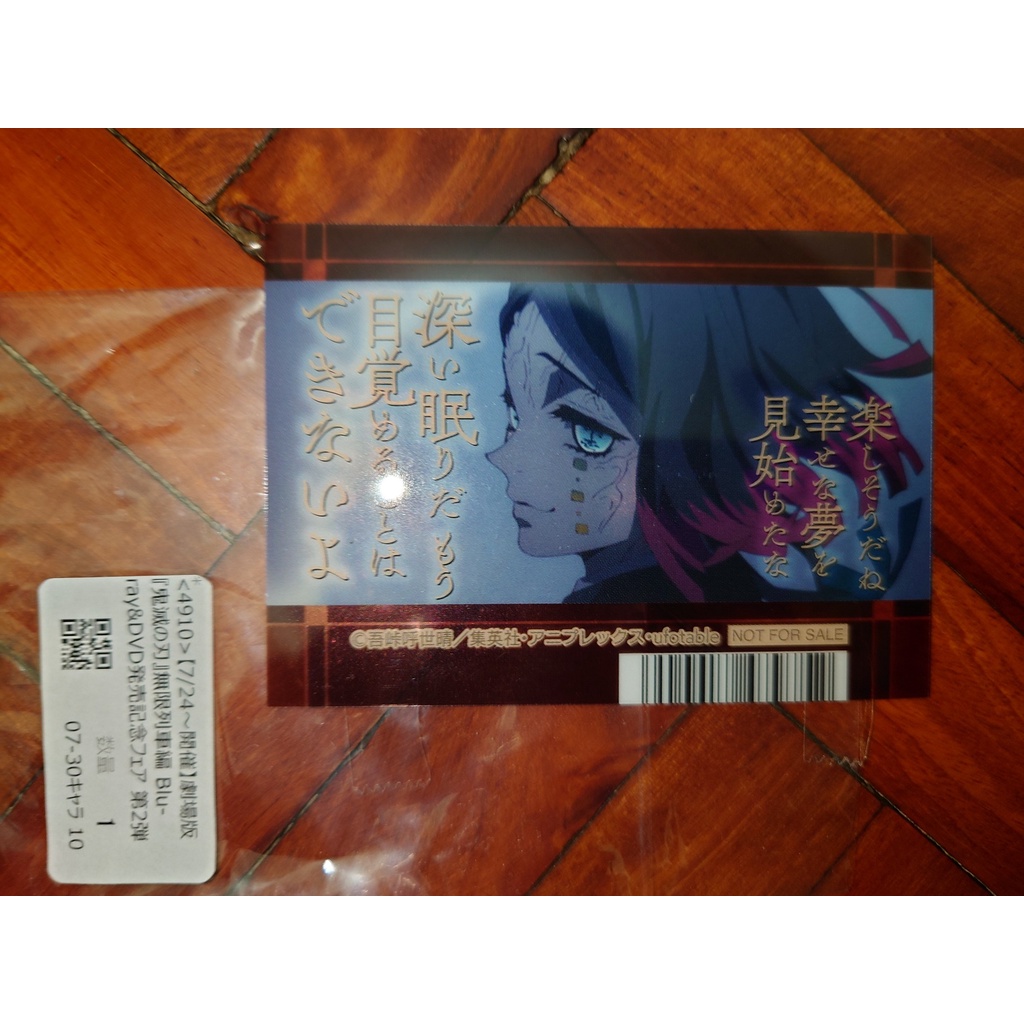 楽しそうだね
幸せな夢を
見始めたな
深い眠りだ もう
目覚めることは
できないよ
©吾峠呼世晴/集英社・アニプレックス・ufotable
NOT FOR SALE
<4910>【7/24～開催】劇場版
『鬼滅の刃』無限列車編 Blu-
ray&DVD発売記念フェア 第2弾
数量 1
07-30キャラ 10